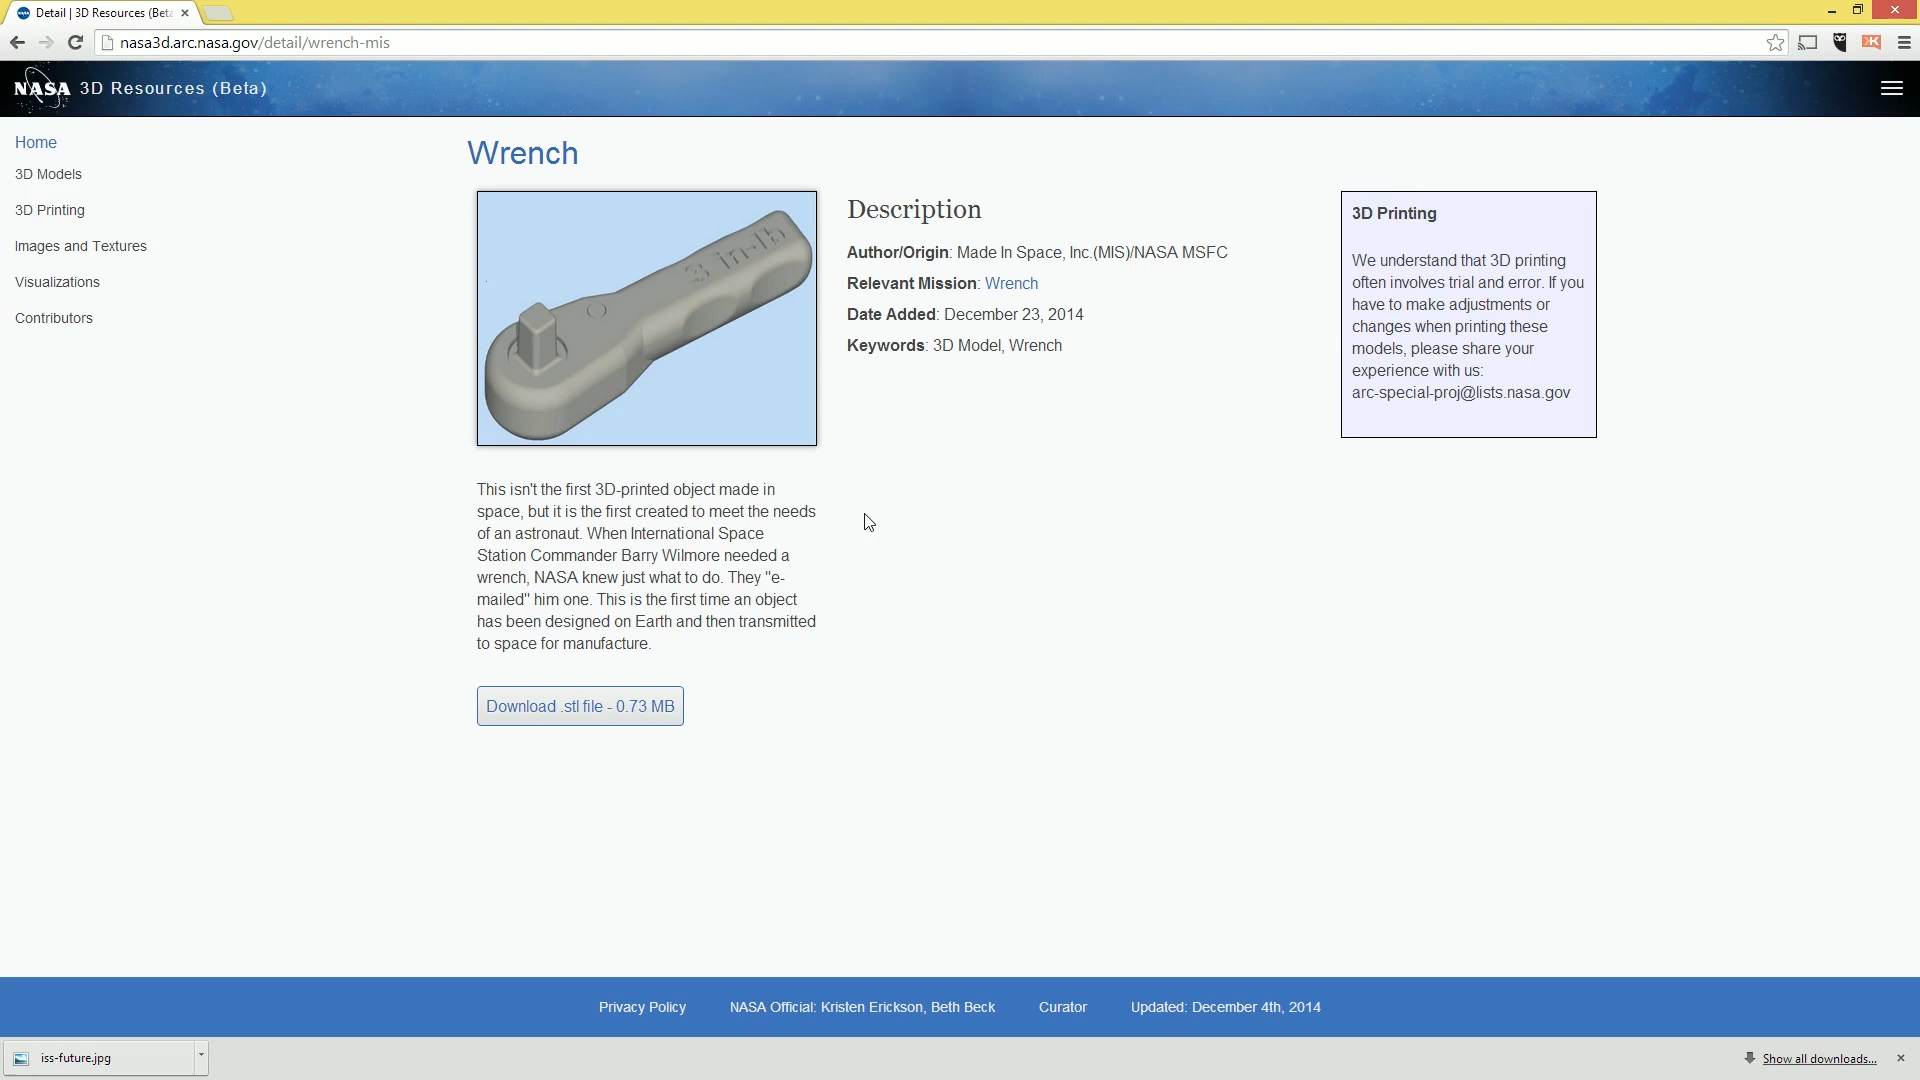 Detail | 3D Resources (Beta
nasa3d.arc.nasa.gov/detail/wrench-mis
NASA 3D Resources (Beta)
Home
3D Models
3D Printing
Images and Textures
Visualizations
Contributors
Wrench
3 in-lb
Description
Author/Origin: Made In Space, Inc.(MIS)/NASA MSFC
Relevant Mission: Wrench
Date Added: December 23, 2014
Keywords: 3D Model, Wrench
3D Printing
We understand that 3D printing
often involves trial and error. If you
have to make adjustments or
changes when printing these
models, please share your
experience with us:
arc-special-proj@lists.nasa.gov
This isn't the first 3D-printed object made in
space, but it is the first created to meet the needs
of an astronaut. When International Space
Station Commander Barry Wilmore needed a
wrench, NASA knew just what to do. They "e-
mailed" him one. This is the first time an object
has been designed on Earth and then transmitted
to space for manufacture.
Download .stl file - 0.73 MB
Privacy Policy
NASA Official: Kristen Erickson, Beth Beck
Curator
Updated: December 4th, 2014
iss-future.jpg
Show all downloads...